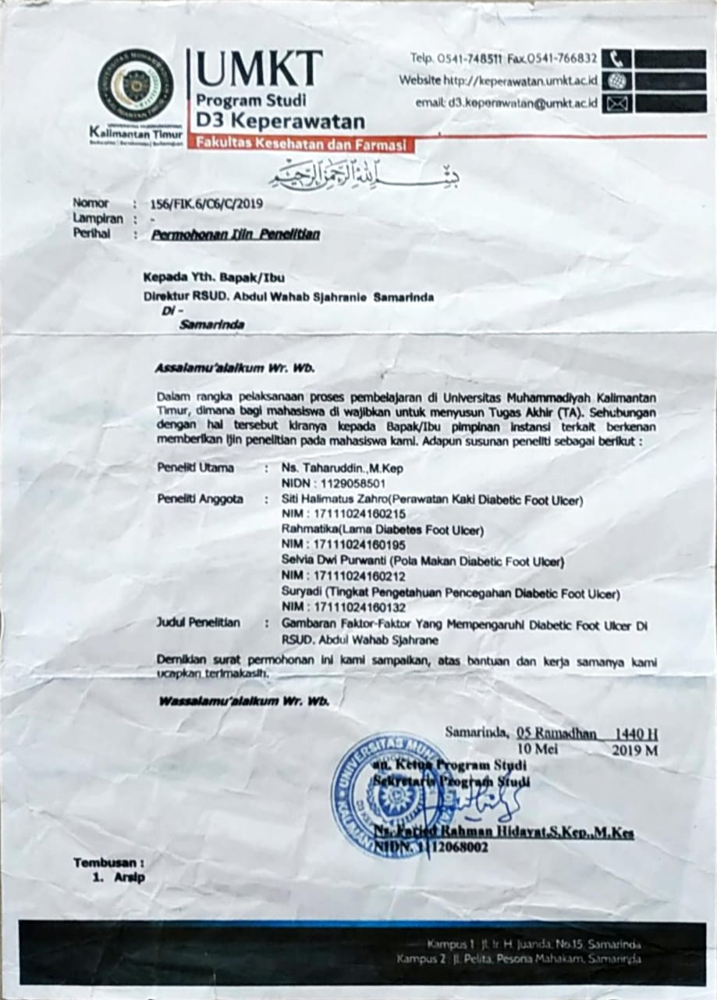 UNIVERSITAS MUHAMMADIYAH
KALIMANTAN TIMUR
Kalimantan Timur
UMKT
Program Studi
D3 Keperawatan
Fakultas Kesehatan dan Farmasi
Telp. 0541-748511 Fax.0541-766832
Website http://keperawatan.umkt.ac.id
email: d3.keperawatan@umkt.ac.id
بِسْــــمِ اللهِ الرَّحْمٰنِ الرَّحِيْمِ
Nomor : 156/FIK.6/C6/C/2019
Lampiran : -
Perihal : Permohonan Ijin Penelitian
Kepada Yth. Bapak/Ibu
Direktur RSUD. Abdul Wahab Sjahranie Samarinda
Di -
Samarinda
Assalamu'alaikum Wr. Wb.
Dalam rangka pelaksanaan proses pembelajaran di Universitas Muhammadiyah Kalimantan
Timur, dimana bagi mahasiswa di wajibkan untuk menyusun Tugas Akhir (TA). Sehubungan
dengan hal tersebut kiranya kepada Bapak/Ibu pimpinan instansi terkait berkenan
memberikan ijin penelitian pada mahasiswa kami. Adapun susunan peneliti sebagai berikut :
Peneliti Utama : Ns. Taharuddin.,M.Kep
NIDN : 1129058501
Peneliti Anggota : Siti Halimatus Zahro(Perawatan Kaki Diabetic Foot Ulcer)
NIM : 17111024160215
Rahmatika(Lama Diabetes Foot Ulcer)
NIM : 17111024160195
Selvia Dwi Purwanti (Pola Makan Diabetic Foot Ulcer)
NIM : 17111024160212
Suryadi (Tingkat Pengetahuan Pencegahan Diabetic Foot Ulcer)
NIM : 17111024160132
Judul Penelitian : Gambaran Faktor-Faktor Yang Mempengaruhi Diabetic Foot Ulcer Di
RSUD. Abdul Wahab Sjahrane
Demikian surat permohonan ini kami sampaikan, atas bantuan dan kerja samanya kami
ucapkan terimakasih.
Wassalamu'alaikum Wr. Wb.
Samarinda, 05 Ramadhan 1440 H
10 Mei 2019 M
an. Ketua Program Studi
Sekretaris Program Studi
Ns. Faried Rahman Hidayat,S.Kep.,M.Kes
NIDN. 1112068002
Tembusan :
1. Arsip
Kampus 1 : Jl. Ir. H. Juanda, No.15, Samarinda
Kampus 2 : Jl. Pelita, Pesona Mahakam, Samarinda